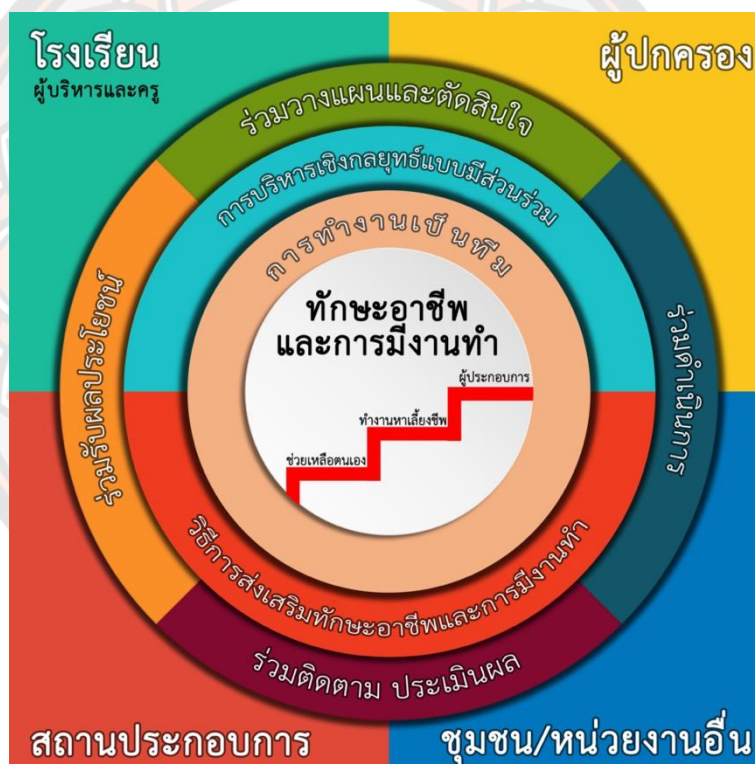 โรงเรียน
ผู้บริหารและครู
ผู้ปกครอง
ร่วมวางแผนและตัดสินใจ
การบริหารเชิงกลยุทธ์แบบมีส่วนร่วม
การทำงานเป็นทีม
ทักษะอาชีพ
และการมีงานทำ
ผู้ประกอบการ
ทำงานหาเลี้ยงชีพ
ช่วยเหลือตนเอง
ร่วมรับผลประโยชน์
ร่วมดำเนินการ
วิธีการส่งเสริมทักษะอาชีพและการมีงานทำ
ร่วมติดตาม ประเมินผล
สถานประกอบการ
ชุมชน/หน่วยงานอื่น